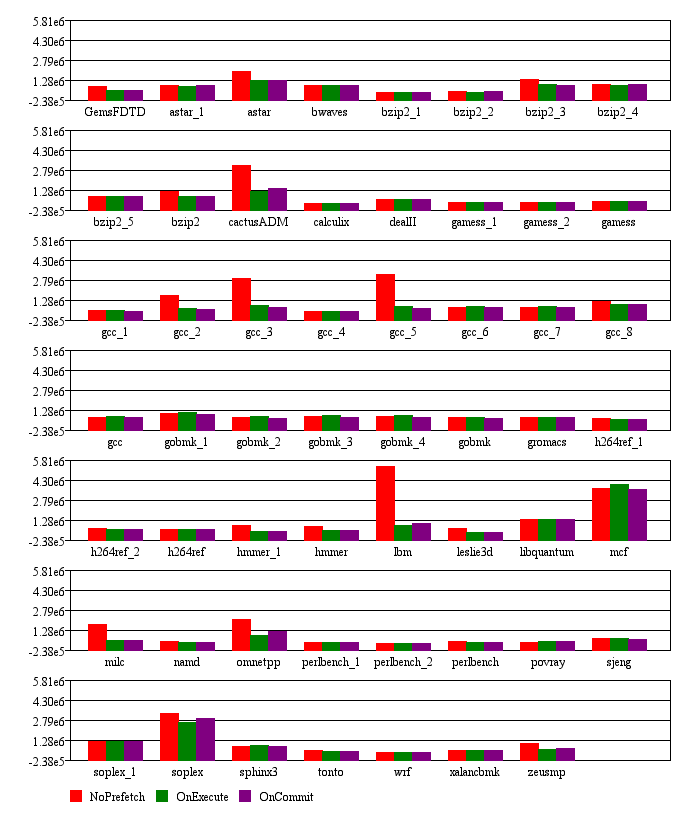 5.81e6
4.30e6
2.79e6
1.28e6
-2.38e5
GemsFDTD astar_1 astar bwaves bzip2_1 bzip2_2 bzip2_3 bzip2_4
5.81e6
4.30e6
2.79e6
1.28e6
-2.38e5
bzip2_5 bzip2 cactusADM calculix dealII gamess_1 gamess_2 gamess
5.81e6
4.30e6
2.79e6
1.28e6
-2.38e5
gcc_1 gcc_2 gcc_3 gcc_4 gcc_5 gcc_6 gcc_7 gcc_8
5.81e6
4.30e6
2.79e6
1.28e6
-2.38e5
gcc gobmk_1 gobmk_2 gobmk_3 gobmk_4 gobmk gromacs h264ref_1
5.81e6
4.30e6
2.79e6
1.28e6
-2.38e5
h264ref_2 h264ref hmmer_1 hmmer lbm leslie3d libquantum mcf
5.81e6
4.30e6
2.79e6
1.28e6
-2.38e5
milc namd omnetpp perlbench_1 perlbench_2 perlbench povray sjeng
5.81e6
4.30e6
2.79e6
1.28e6
-2.38e5
soplex_1 soplex sphinx3 tonto wrf xalancbmk zeusmp
NoPrefetch OnExecute OnCommit